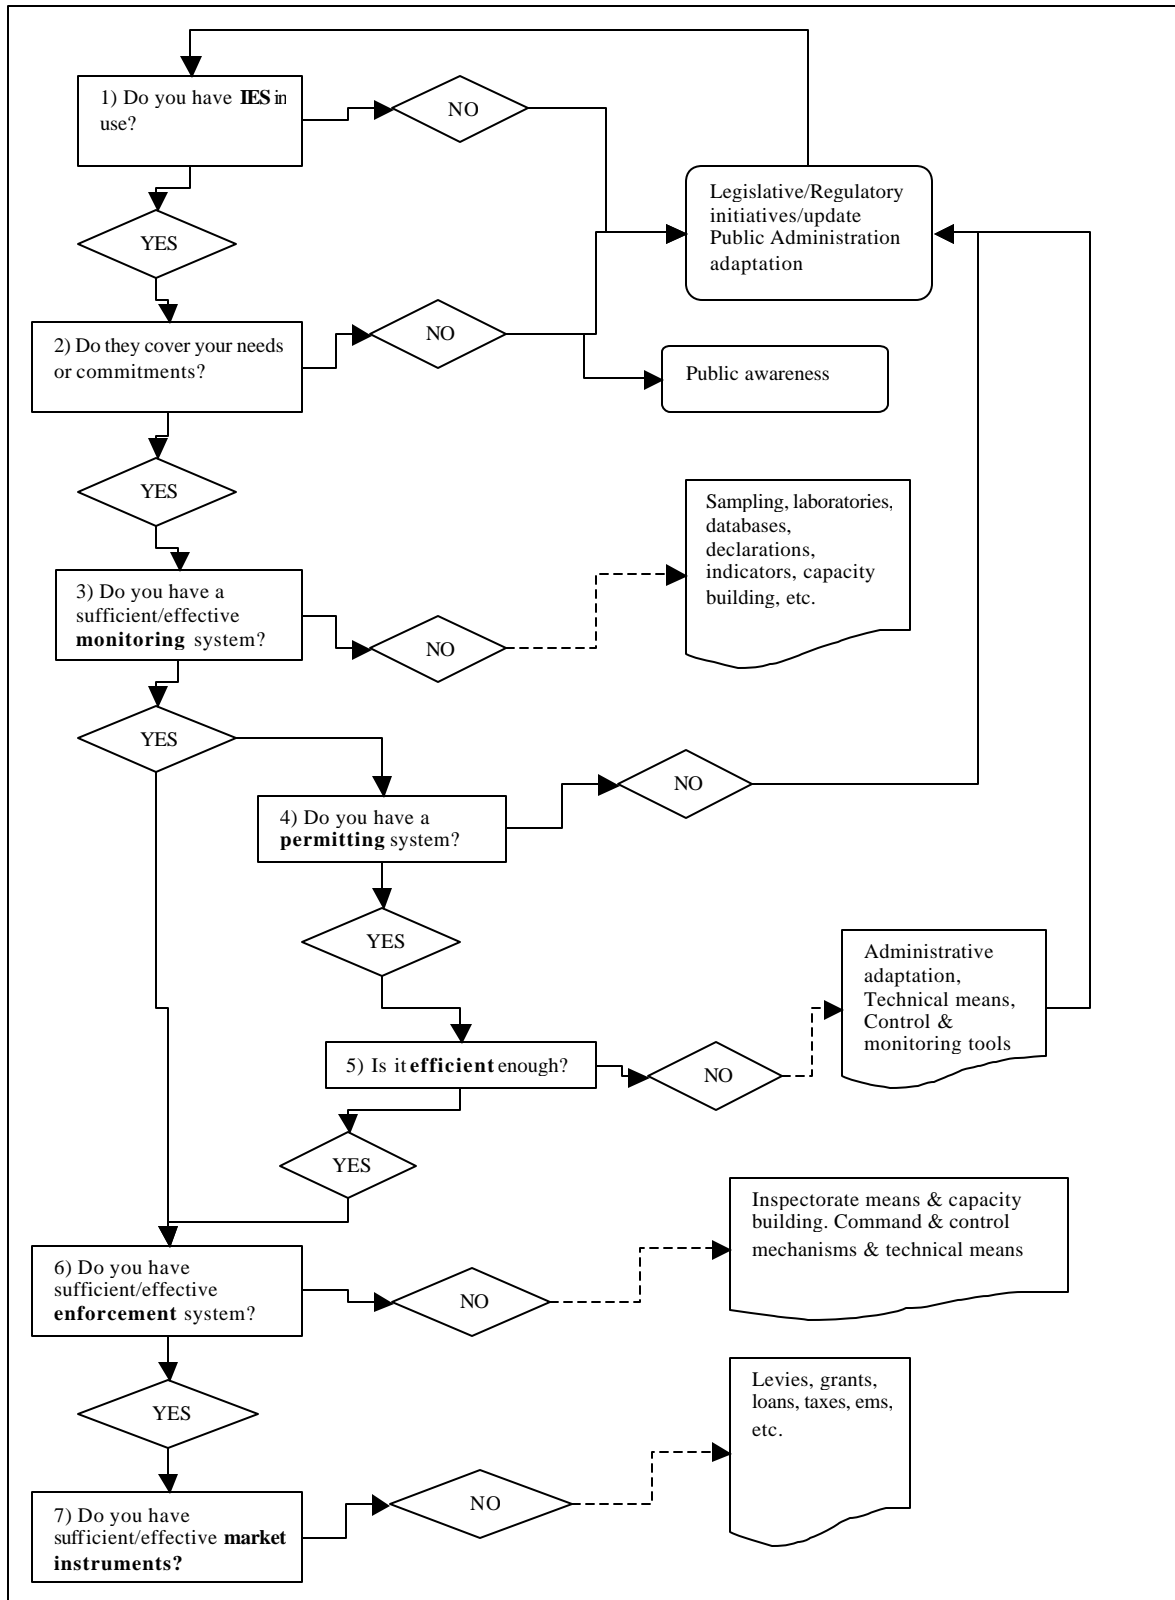 1) Do you have IES in
use?
NO
Legislative/Regulatory
initiatives/update
Public Administration
adaptation
YES
2) Do they cover your needs
or commitments?
NO
Public awareness
YES
Sampling, laboratories,
databases,
declarations,
indicators, capacity
building, etc.
3) Do you have a
sufficient/effective
monitoring system?
NO
YES
4) Do you have a
permitting system?
NO
YES
Administrative
adaptation,
Technical means,
Control &
monitoring tools
5) Is it efficient enough?
NO
YES
Inspectorate means & capacity
building. Command & control
mechanisms & technical means
6) Do you have
sufficient/effective
enforcement system?
NO
YES
Levies, grants,
loans, taxes, ems,
etc.
7) Do you have
sufficient/effective market
instruments?
NO